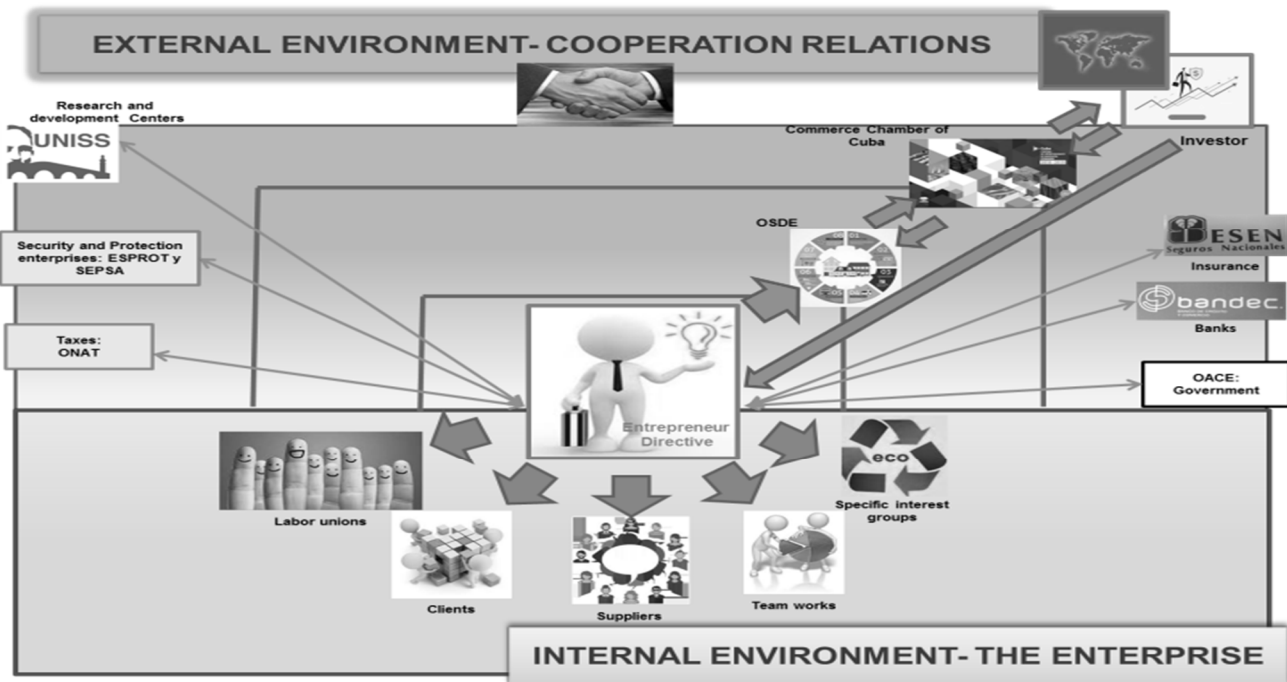 EXTERNAL ENVIRONMENT- COOPERATION RELATIONS
Research and
development Centers
UNISS
Commerce Chamber of
Cuba
Investor
OSDE
Security and Protection
enterprises: ESPROT y
SEPSA
ESEN
Seguros Nacionales
Insurance
bandec
Banks
Taxes:
ONAT
OACE:
Government
Entrepreneur
Directive
eco
Labor unions
Specific interest
groups
Clients
Suppliers
Team works
INTERNAL ENVIRONMENT- THE ENTERPRISE